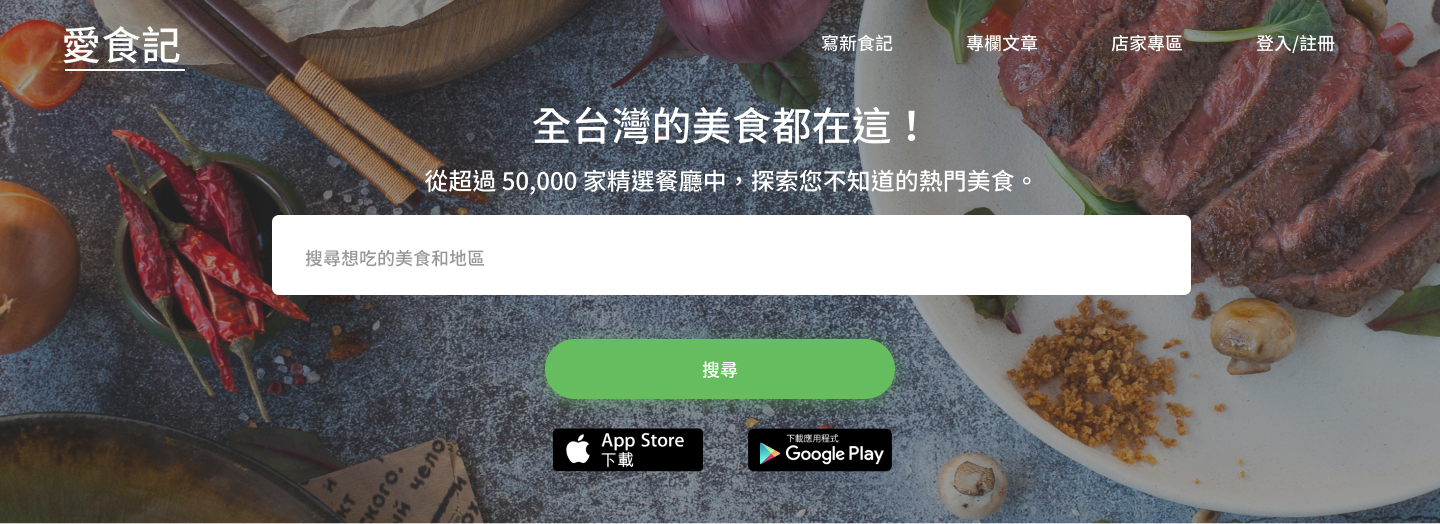 愛食記
寫新食記 專欄文章 店家專區 登入/註冊
全台灣的美食都在這！
從超過 50,000 家精選餐廳中，探索您不知道的熱門美食。
搜尋想吃的美食和地區
搜尋
App Store
下載
下載應用程式
Google Play
ского.
чело